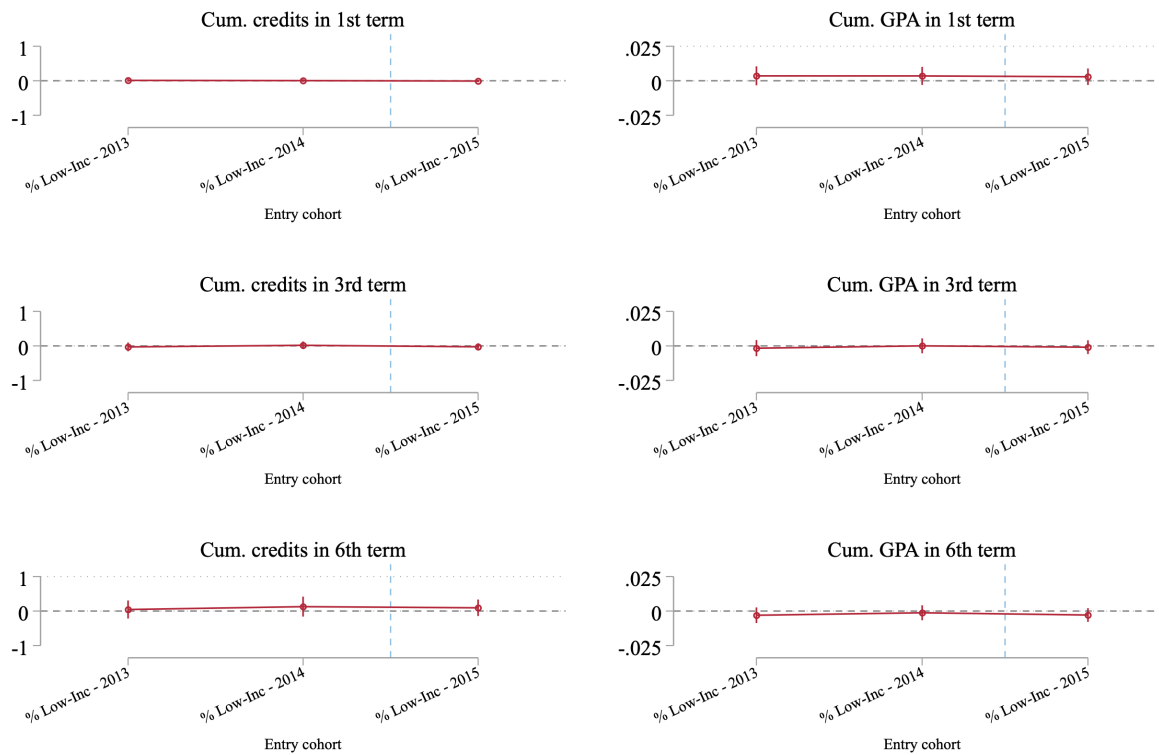 Cum. credits in 1st term
1
0
-1
% Low-Inc - 2013
% Low-Inc - 2014
% Low-Inc - 2015
Entry cohort
Cum. GPA in 1st term
.025
0
-.025
% Low-Inc - 2013
% Low-Inc - 2014
% Low-Inc - 2015
Entry cohort
Cum. credits in 3rd term
1
0
-1
% Low-Inc - 2013
% Low-Inc - 2014
% Low-Inc - 2015
Entry cohort
Cum. GPA in 3rd term
.025
0
-.025
% Low-Inc - 2013
% Low-Inc - 2014
% Low-Inc - 2015
Entry cohort
Cum. credits in 6th term
1
0
-1
% Low-Inc - 2013
% Low-Inc - 2014
% Low-Inc - 2015
Entry cohort
Cum. GPA in 6th term
.025
0
-.025
% Low-Inc - 2013
% Low-Inc - 2014
% Low-Inc - 2015
Entry cohort